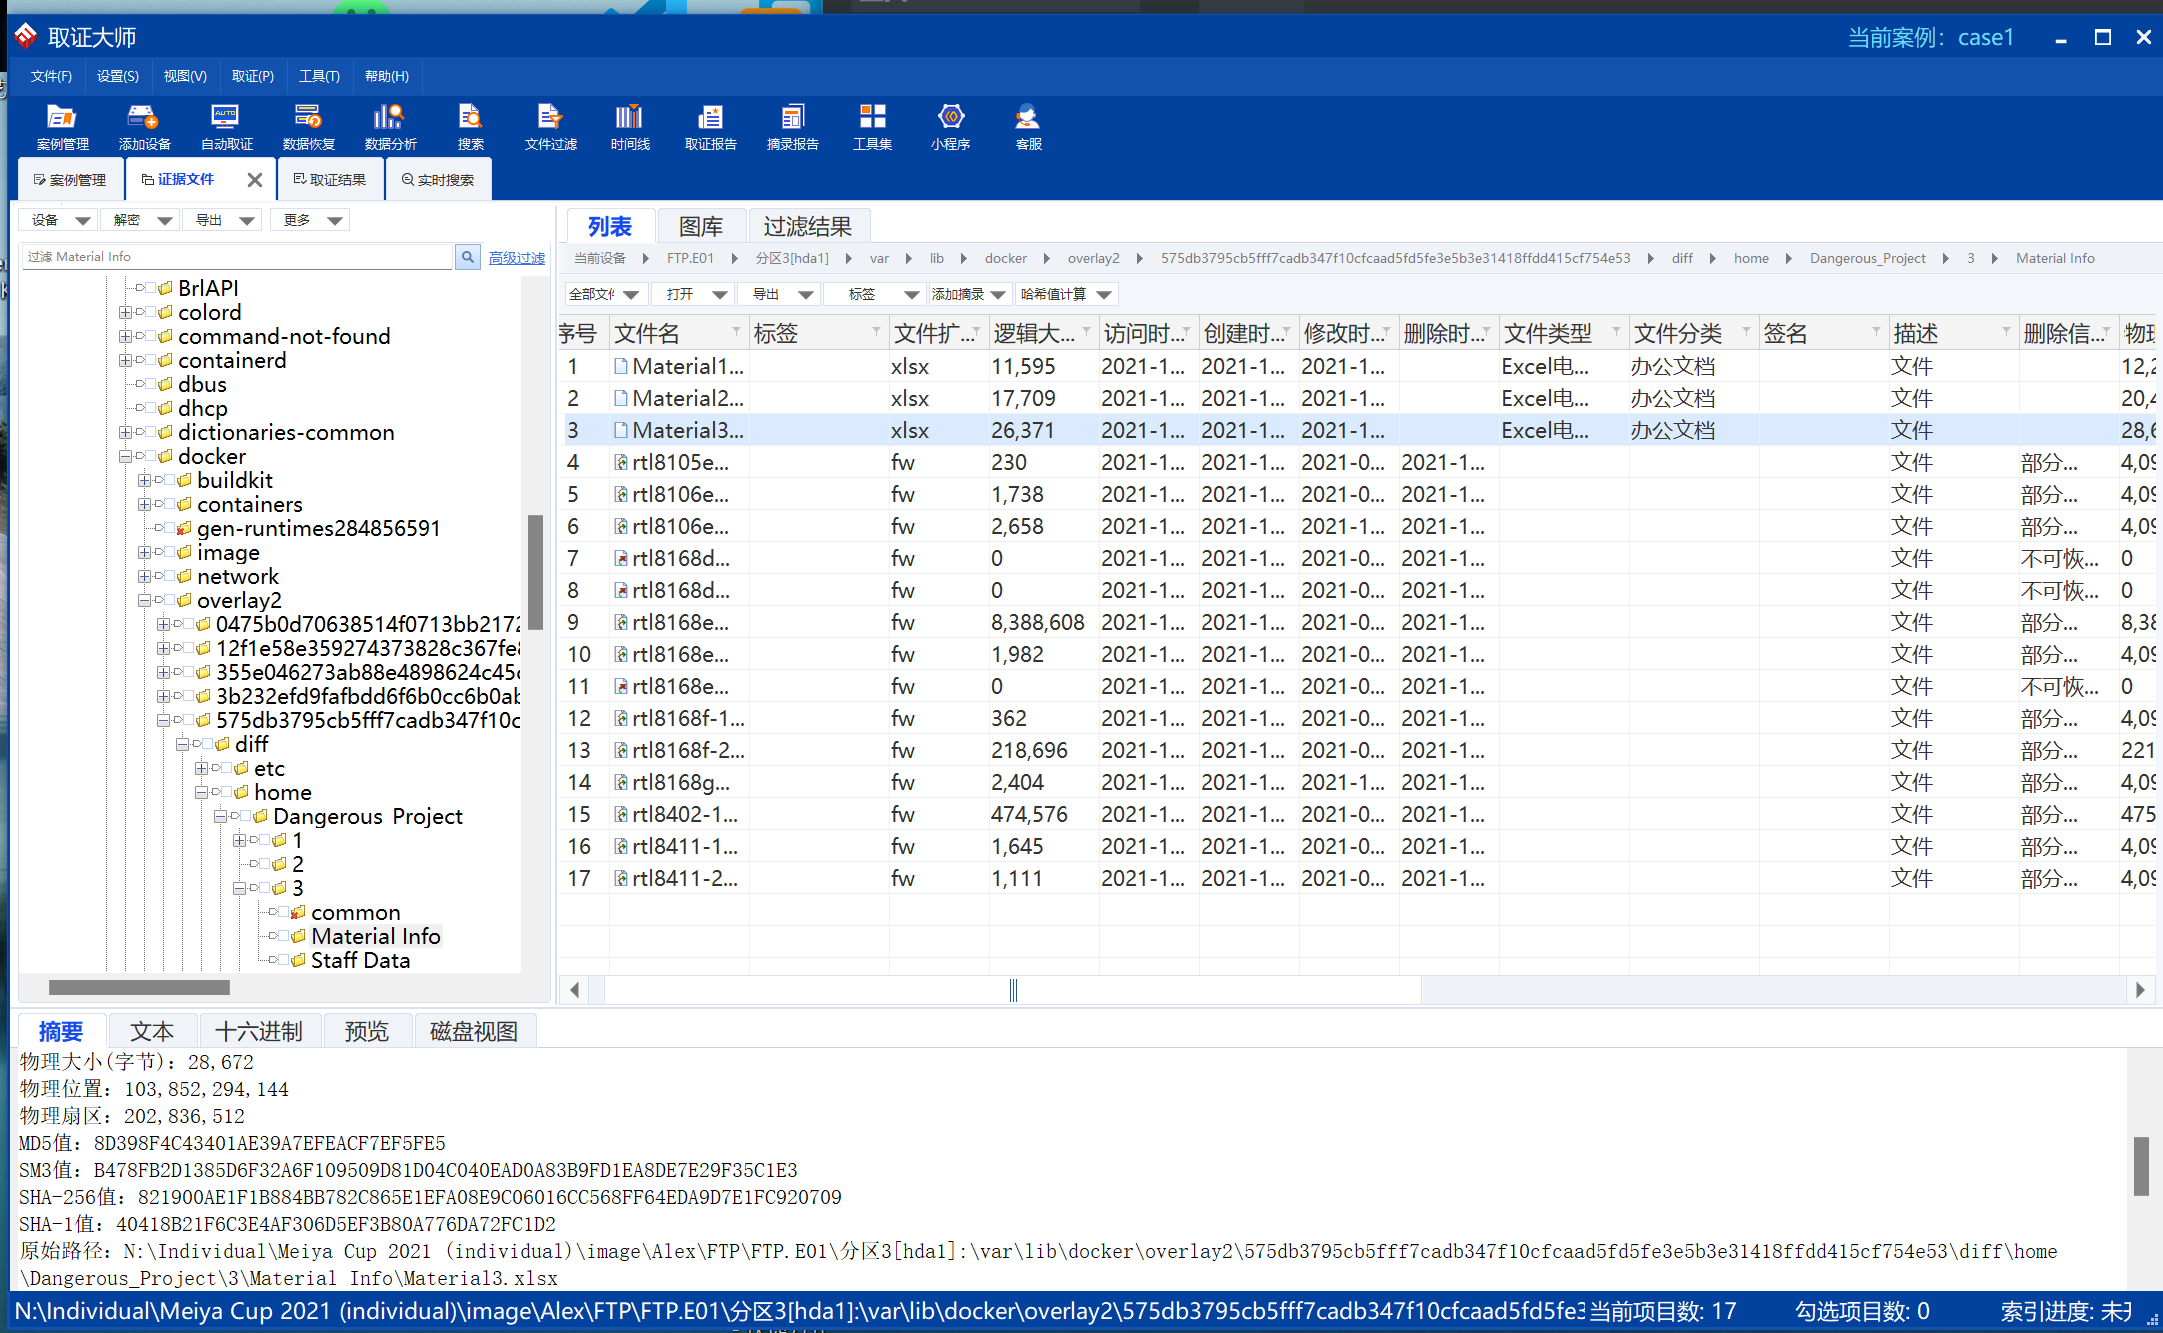 取证大师
当前案例：case1
文件(F) 设置(S) 视图(V) 取证(P) 工具(T) 帮助(H)
案例管理 添加设备 自动取证 数据恢复 数据分析 搜索 文件过滤 时间线 取证报告 摘录报告 工具集 小程序 客服
案例管理 证据文件 取证结果 实时搜索
设备 解密 导出 更多
过滤 Material Info 高级过滤
BrlAPI
colord
command-not-found
containerd
dbus
dhcp
dictionaries-common
docker
buildkit
containers
gen-runtimes284856591
image
network
overlay2
0475b0d70638514f0713bb2172
12f1e58e359274373828c367fe
355e046273ab88e4898624c45
3b232efd9fafbdd6f6b0cc6b0ab
575db3795cb5fff7cadb347f10c
diff
etc
home
Dangerous_Project
1
2
3
common
Material Info
Staff Data
列表 图库 过滤结果
当前设备 FTP.E01 分区3[hda1] var lib docker overlay2 575db3795cb5fff7cadb347f10cfcaad5fd5fe3e5b3e31418ffdd415cf754e53 diff home Dangerous_Project 3 Material Info
全部文件 打开 导出 标签 添加摘录 哈希值计算
序号 文件名 标签 文件扩... 逻辑大... 访问时... 创建时... 修改时... 删除时... 文件类型 文件分类 签名 描述 删除信... 物理
1 Material1... xlsx 11,595 2021-1... 2021-1... 2021-1... Excel电... 办公文档 文件 12,2
2 Material2... xlsx 17,709 2021-1... 2021-1... 2021-1... Excel电... 办公文档 文件 20,4
3 Material3... xlsx 26,371 2021-1... 2021-1... 2021-1... Excel电... 办公文档 文件 28,6
4 rtl8105e... fw 230 2021-1... 2021-1... 2021-0... 2021-1... 文件 部分... 4,09
5 rtl8106e... fw 1,738 2021-1... 2021-1... 2021-0... 2021-1... 文件 部分... 4,09
6 rtl8106e... fw 2,658 2021-1... 2021-1... 2021-0... 2021-1... 文件 部分... 4,09
7 rtl8168d... fw 0 2021-1... 2021-1... 2021-0... 2021-1... 文件 不可恢... 0
8 rtl8168d... fw 0 2021-1... 2021-1... 2021-0... 2021-1... 文件 不可恢... 0
9 rtl8168e... fw 8,388,608 2021-1... 2021-1... 2021-0... 2021-1... 文件 部分... 8,38
10 rtl8168e... fw 1,982 2021-1... 2021-1... 2021-0... 2021-1... 文件 部分... 4,09
11 rtl8168e... fw 0 2021-1... 2021-1... 2021-0... 2021-1... 文件 不可恢... 0
12 rtl8168f-1... fw 362 2021-1... 2021-1... 2021-0... 2021-1... 文件 部分... 4,09
13 rtl8168f-2... fw 218,696 2021-1... 2021-1... 2021-0... 2021-1... 文件 部分... 221
14 rtl8168g... fw 2,404 2021-1... 2021-1... 2021-0... 2021-1... 文件 部分... 4,09
15 rtl8402-1... fw 474,576 2021-1... 2021-1... 2021-0... 2021-1... 文件 部分... 475
16 rtl8411-1... fw 1,645 2021-1... 2021-1... 2021-0... 2021-1... 文件 部分... 4,09
17 rtl8411-2... fw 1,111 2021-1... 2021-1... 2021-0... 2021-1... 文件 部分... 4,09
摘要 文本 十六进制 预览 磁盘视图
物理大小(字节)：28,672
物理位置：103,852,294,144
物理扇区：202,836,512
MD5值：8D398F4C43401AE39A7EFEACF7EF5FE5
SM3值：B478FB2D1385D6F32A6F109509D81D04C040EAD0A83B9FD1EA8DE7E29F35C1E3
SHA-256值：821900AE1F1B884BB782C865E1EFA08E9C06016CC568FF64EDA9D7E1FC920709
SHA-1值：40418B21F6C3E4AF306D5EF3B80A776DA72FC1D2
原始路径：N:\Individual\Meiya Cup 2021 (individual)\image\Alex\FTP\FTP.E01\分区3[hda1]:\var\lib\docker\overlay2\575db3795cb5fff7cadb347f10cfcaad5fd5fe3e5b3e31418ffdd415cf754e53\diff\home
\Dangerous_Project\3\Material Info\Material3.xlsx
N:\Individual\Meiya Cup 2021 (individual)\image\Alex\FTP\FTP.E01\分区3[hda1]:\var\lib\docker\overlay2\575db3795cb5fff7cadb347f10cfcaad5fd5fe3 当前项目数: 17 勾选项目数: 0 索引进度: 未